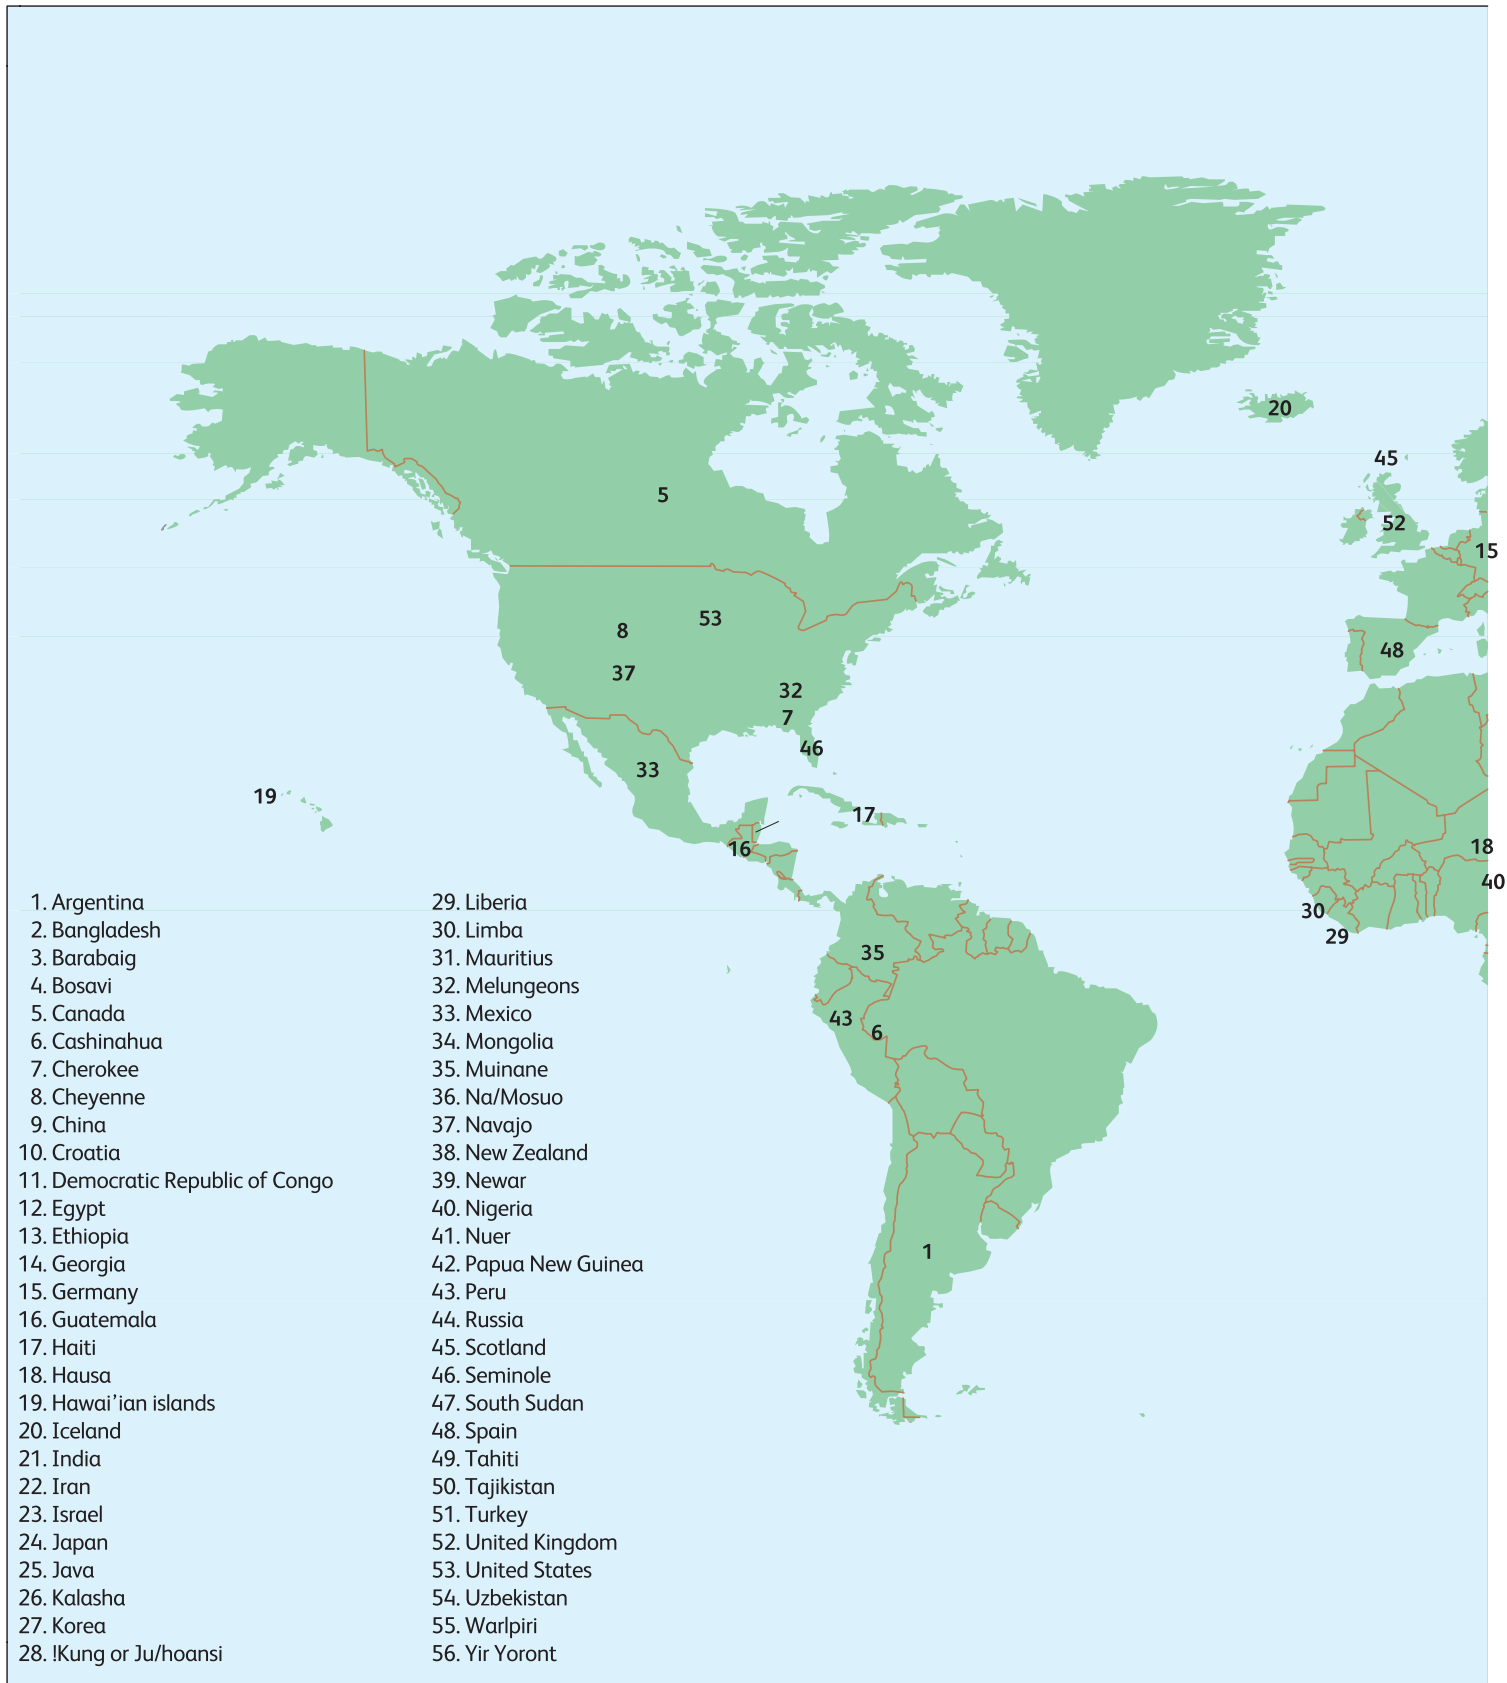 20
45
5
52
15
53
8
48
37
32
7
46
33
19
17
16
18
40
30
29
35
43
6
1
1. Argentina
2. Bangladesh
3. Barabaig
4. Bosavi
5. Canada
6. Cashinahua
7. Cherokee
8. Cheyenne
9. China
10. Croatia
11. Democratic Republic of Congo
12. Egypt
13. Ethiopia
14. Georgia
15. Germany
16. Guatemala
17. Haiti
18. Hausa
19. Hawai’ian islands
20. Iceland
21. India
22. Iran
23. Israel
24. Japan
25. Java
26. Kalasha
27. Korea
28. !Kung or Ju/hoansi
29. Liberia
30. Limba
31. Mauritius
32. Melungeons
33. Mexico
34. Mongolia
35. Muinane
36. Na/Mosuo
37. Navajo
38. New Zealand
39. Newar
40. Nigeria
41. Nuer
42. Papua New Guinea
43. Peru
44. Russia
45. Scotland
46. Seminole
47. South Sudan
48. Spain
49. Tahiti
50. Tajikistan
51. Turkey
52. United Kingdom
53. United States
54. Uzbekistan
55. Warlpiri
56. Yir Yoront